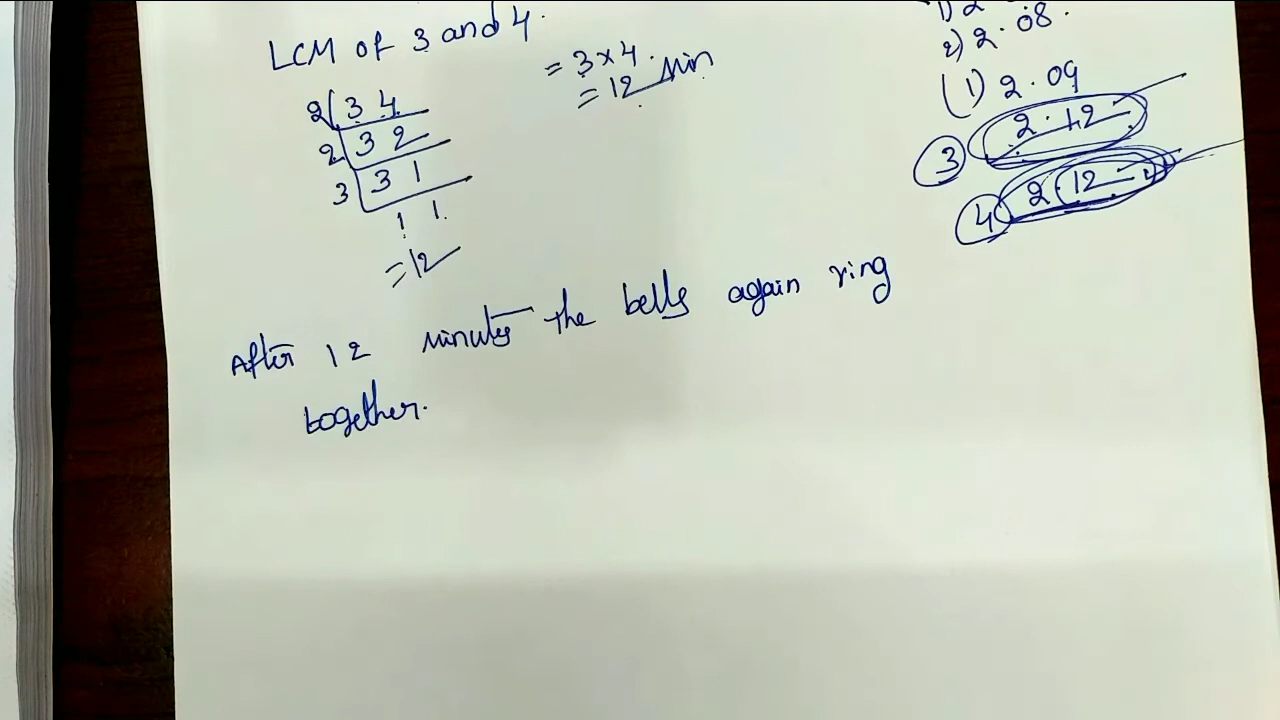 LCM of 3 and 4.
= 3 × 4.
= 12 Min
2 3 4
2 3 2
3 3 1
1 1
= 12
1) 2
2) 2.08.
(1) 2.09
3 2.12
4 2.12
After 12 minutes the bells again ring
together.